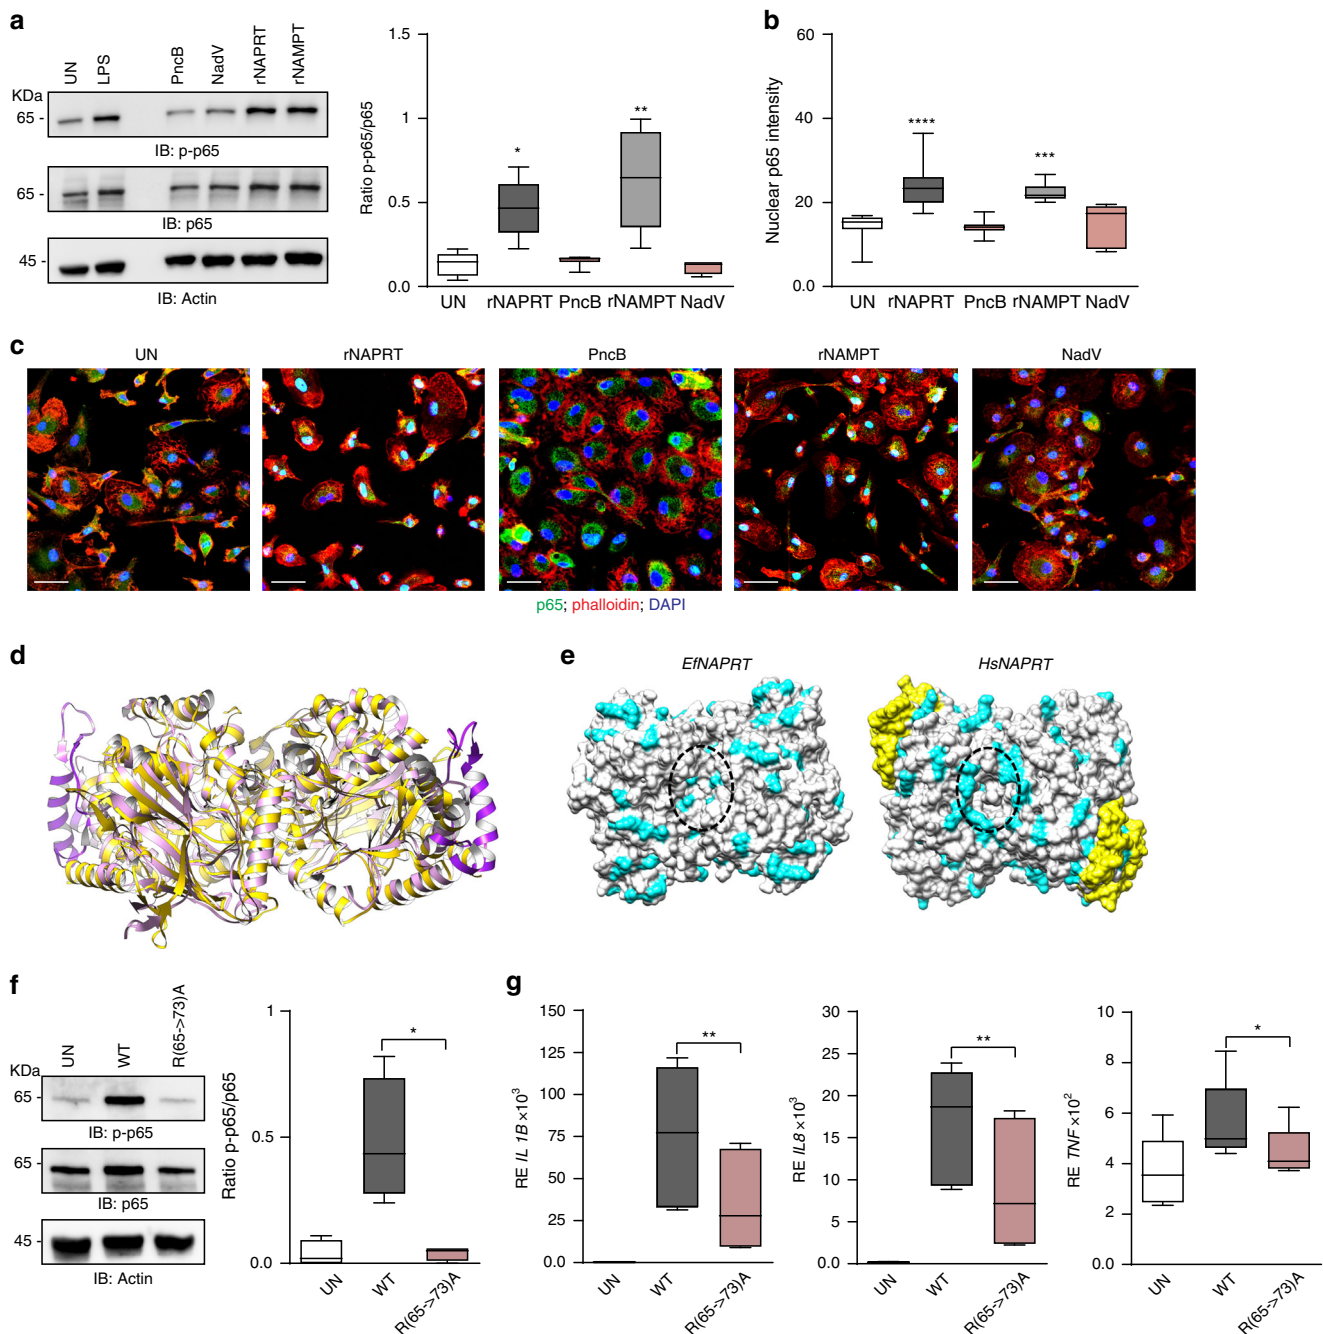 a
UN
LPS
PncB
NadV
rNAPRT
rNAMPT
KDa
65 -
IB: p-p65
65 -
IB: p65
45 -
IB: Actin
Ratio p-p65/p65
1.5
1
0.5
0.0
*
**
UN
rNAPRT
PncB
rNAMPT
NadV
b
Nuclear p65 intensity
60
40
20
0
****
***
UN
rNAPRT
PncB
rNAMPT
NadV
c
UN
rNAPRT
PncB
rNAMPT
NadV
p65; phalloidin; DAPI
d
e
EfNAPRT
HsNAPRT
f
UN
WT
R(65->73)A
KDa
65
IB: p-p65
65
IB: p65
45
IB: Actin
Ratio p-p65/p65
1
0.5
0.0
*
UN
WT
R(65->73)A
g
RE IL 1B ×10³
150
125
100
75
50
25
0.0
**
UN
WT
R(65->73)A
RE IL8 ×10³
30
25
20
15
10
5
0.0
**
UN
WT
R(65->73)A
RE TNF ×10²
10
8
6
4
2
0
*
UN
WT
R(65->73)A